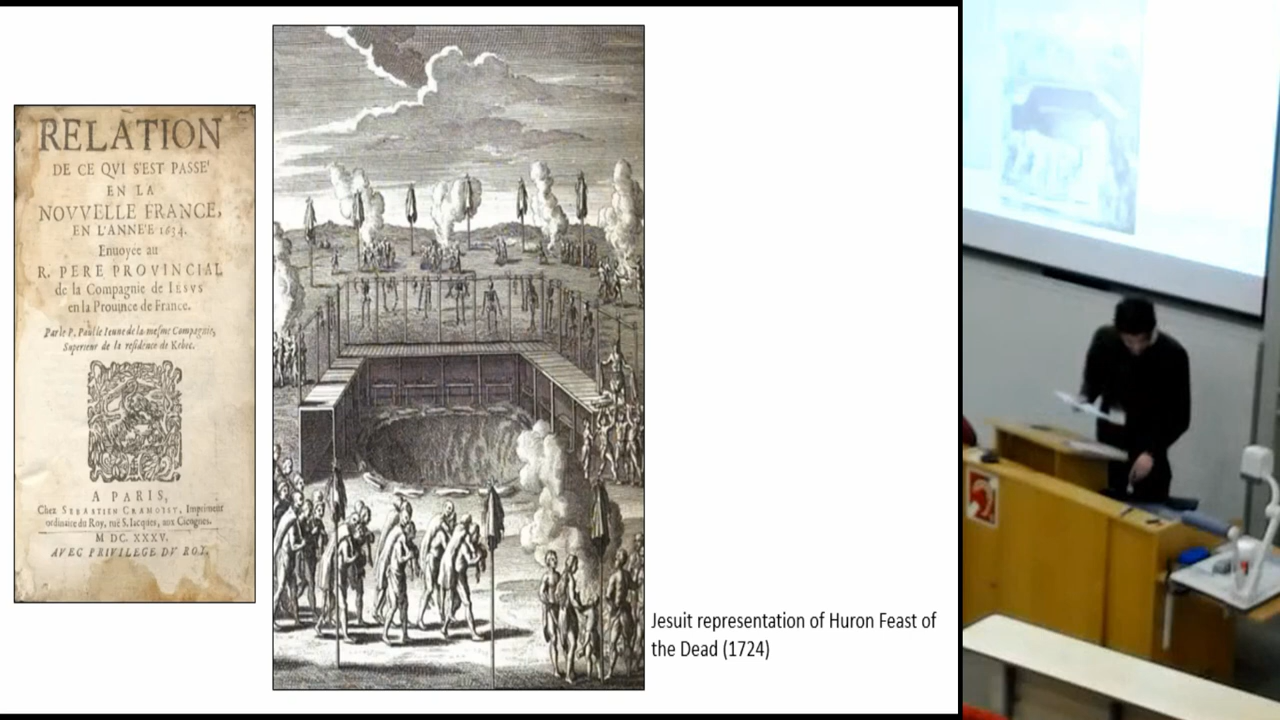 RELATION
DE CE QVI S'EST PASSE'
EN LA
NOVVELLE FRANCE,
EN L'ANNE'E 1634.
Enuoyée au
R. PERE PROVINCIAL
de la Compagnie de IESVS
en la Prouince de France.
Par le P. Paul le Ieune de la mesme Compagnie,
Superieur de la residence de Kebec.
A PARIS,
Chez SEBASTIEN CRAMOISY, Imprimeur
ordinaire du Roy, ruë S. Iacques, aux Cicognes.
M DC. XXXV.
AVEC PRIVILEGE DV ROY.
Jesuit representation of Huron Feast of
the Dead (1724)